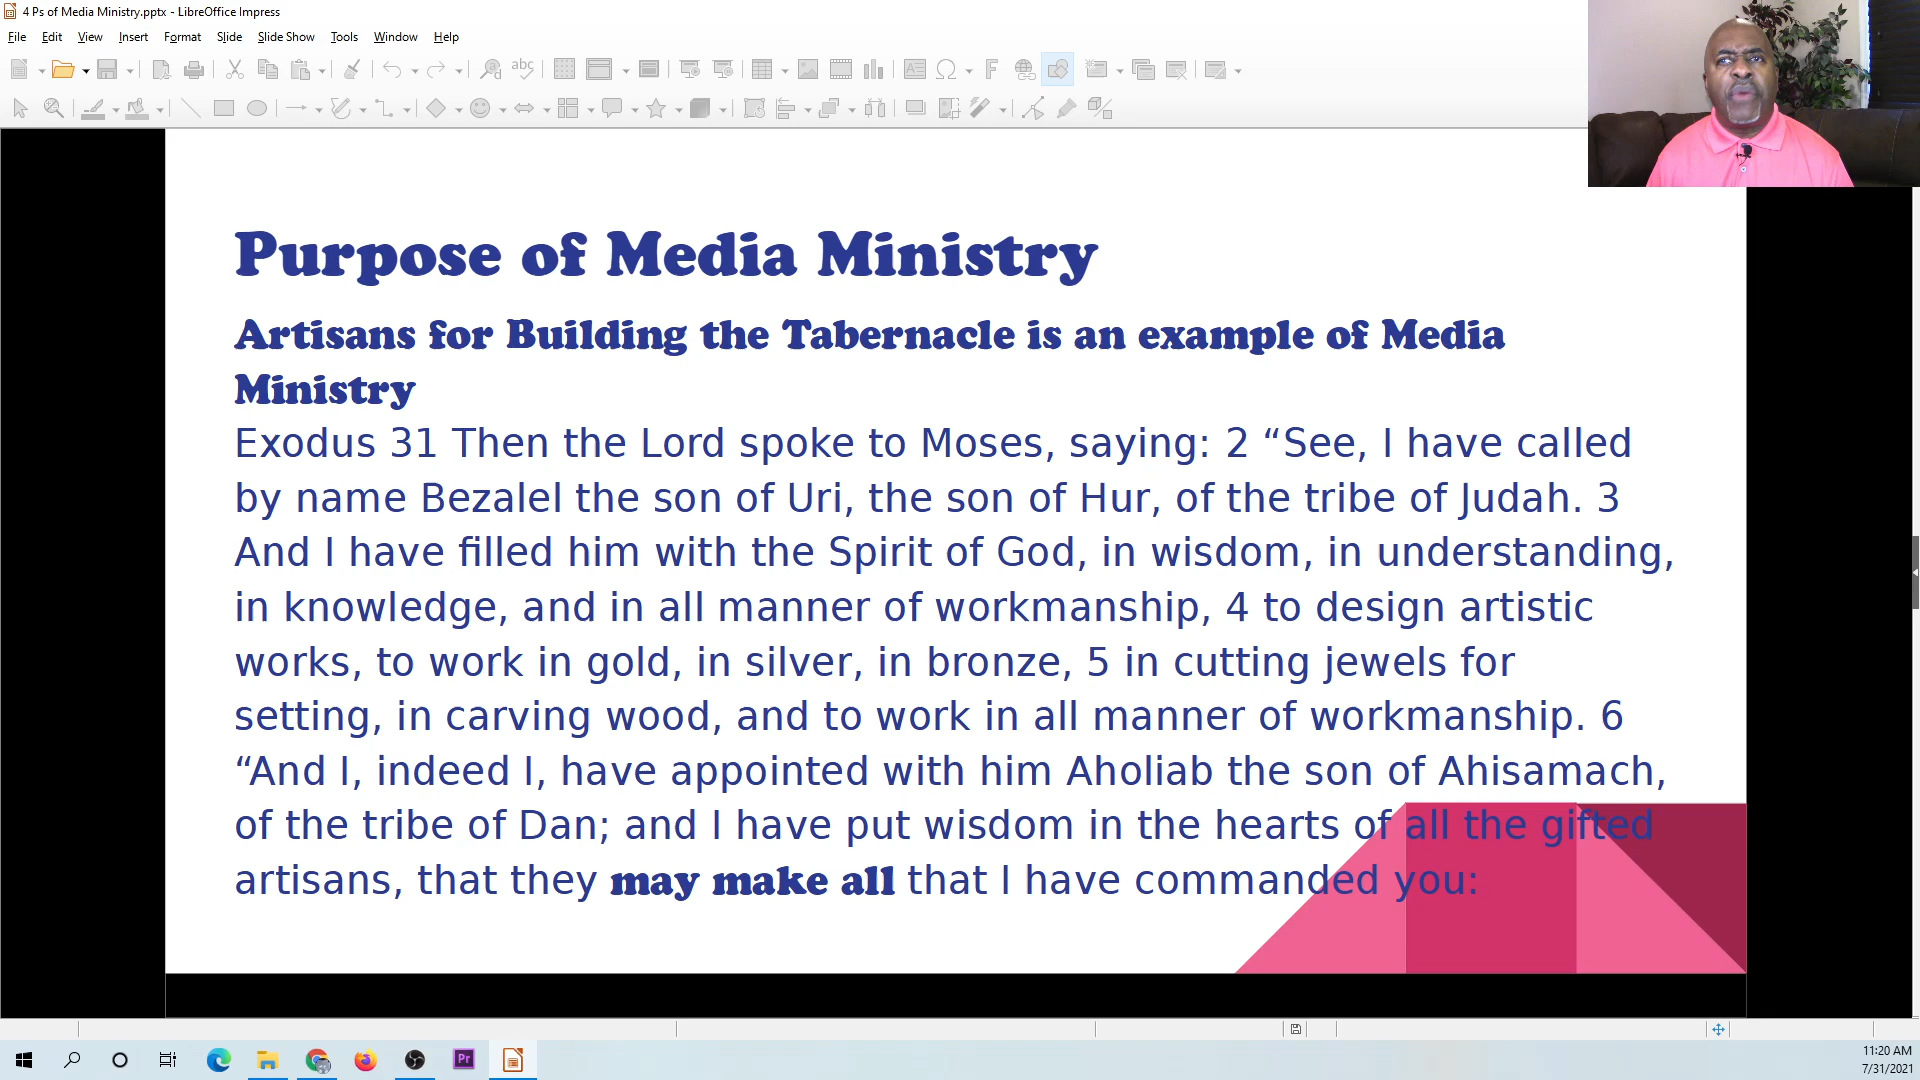 4 Ps of Media Ministry.pptx - LibreOffice Impress
File Edit View Insert Format Slide Slide Show Tools Window Help
abc
Purpose of Media Ministry
Artisans for Building the Tabernacle is an example of Media
Ministry
Exodus 31 Then the Lord spoke to Moses, saying: 2 “See, I have called
by name Bezalel the son of Uri, the son of Hur, of the tribe of Judah. 3
And I have filled him with the Spirit of God, in wisdom, in understanding,
in knowledge, and in all manner of workmanship, 4 to design artistic
works, to work in gold, in silver, in bronze, 5 in cutting jewels for
setting, in carving wood, and to work in all manner of workmanship. 6
“And I, indeed I, have appointed with him Aholiab the son of Ahisamach,
of the tribe of Dan; and I have put wisdom in the hearts of all the gifted
artisans, that they may make all that I have commanded you:
Pr
11:20 AM
7/31/2021